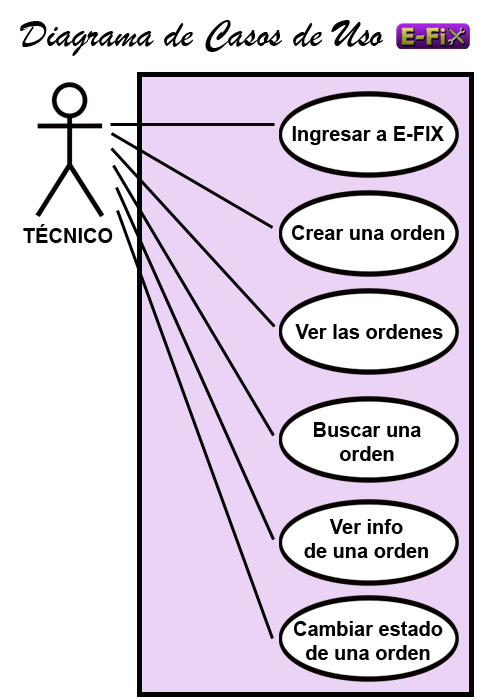 Diagrama de Casos de Uso E-Fix
Ingresar a E-FIX
Crear una orden
TÉCNICO
Ver las ordenes
Buscar una
orden
Ver info
de una orden
Cambiar estado
de una orden